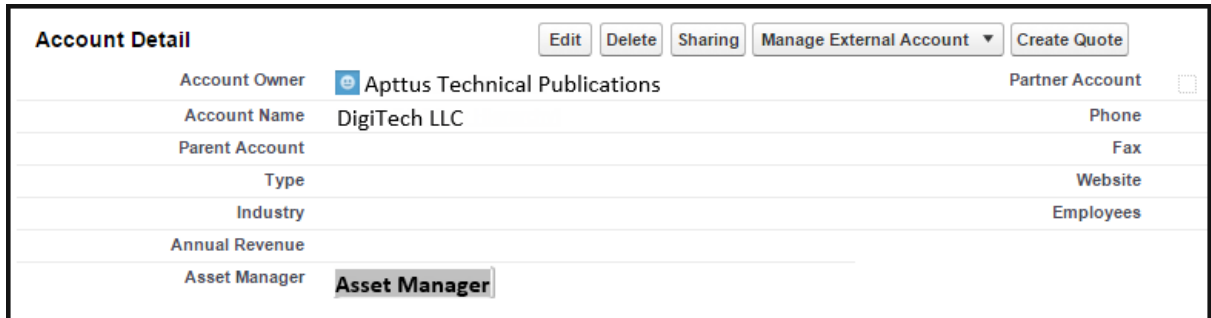 Account Detail Edit Delete Sharing Manage External Account Create Quote
Account Owner Apttus Technical Publications Partner Account
Account Name DigiTech LLC Phone
Parent Account Fax
Type Website
Industry Employees
Annual Revenue
Asset Manager Asset Manager